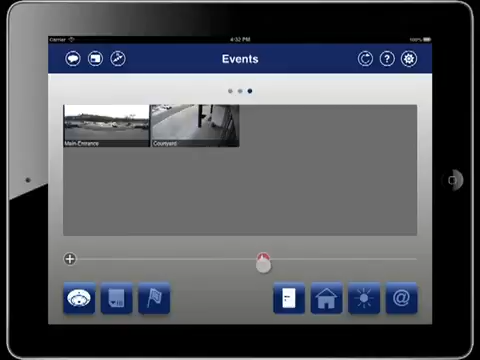 Carrier 4:32 PM 100%
Events
?
Main-Entrance Courtyard
@